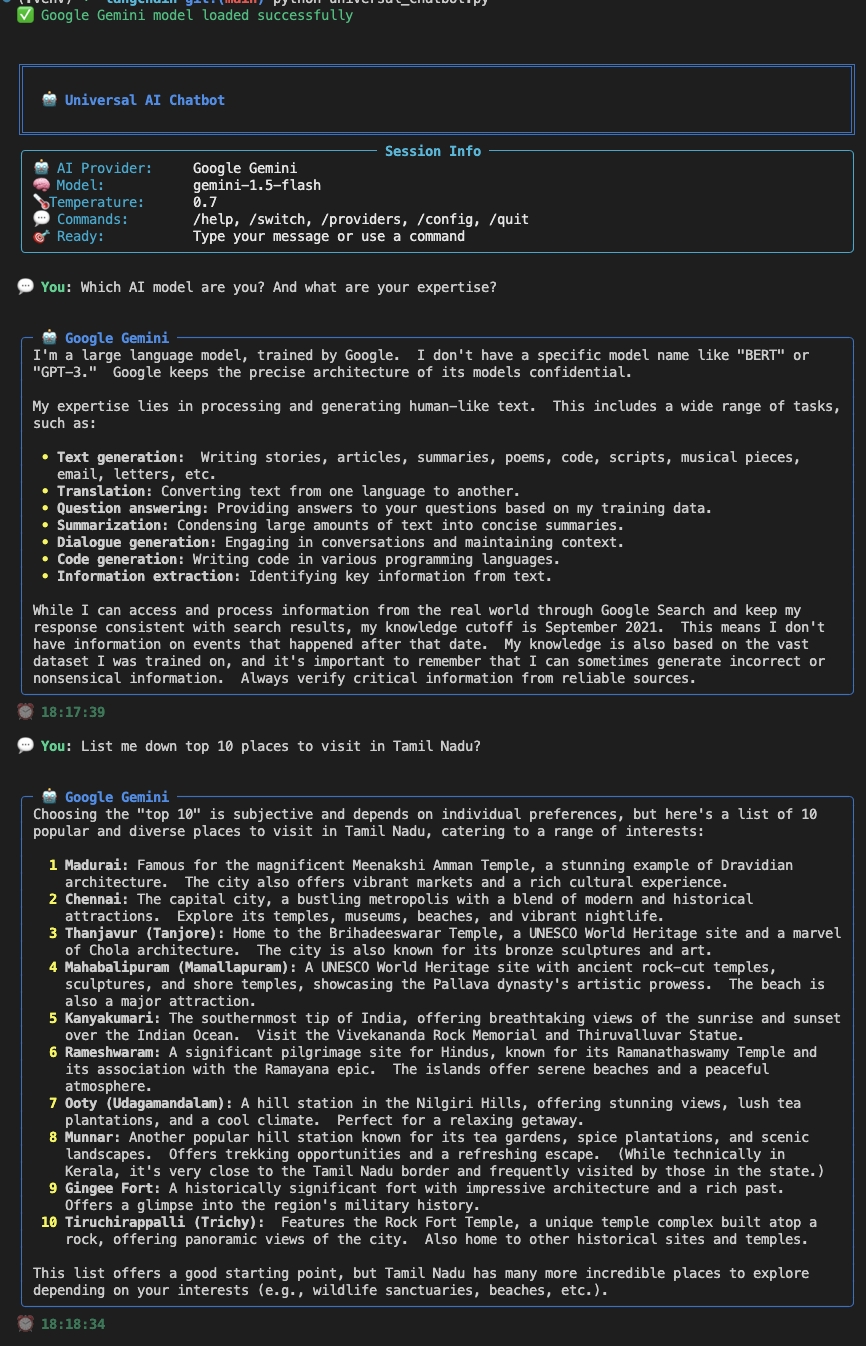 (.venv) langchain git:(main) python universal_chatbot.py
✅ Google Gemini model loaded successfully
🤖 Universal AI Chatbot
Session Info
🤖 AI Provider: Google Gemini
🧠 Model: gemini-1.5-flash
🌡️Temperature: 0.7
💬 Commands: /help, /switch, /providers, /config, /quit
🎯 Ready: Type your message or use a command
💬 You: Which AI model are you? And what are your expertise?
🤖 Google Gemini
I'm a large language model, trained by Google.  I don't have a specific model name like "BERT" or
"GPT-3."  Google keeps the precise architecture of its models confidential.
My expertise lies in processing and generating human-like text.  This includes a wide range of tasks,
such as:
• Text generation:  Writing stories, articles, summaries, poems, code, scripts, musical pieces,
email, letters, etc.
• Translation: Converting text from one language to another.
• Question answering: Providing answers to your questions based on my training data.
• Summarization: Condensing large amounts of text into concise summaries.
• Dialogue generation: Engaging in conversations and maintaining context.
• Code generation: Writing code in various programming languages.
• Information extraction: Identifying key information from text.
While I can access and process information from the real world through Google Search and keep my
response consistent with search results, my knowledge cutoff is September 2021.  This means I don't
have information on events that happened after that date.  My knowledge is also based on the vast
dataset I was trained on, and it's important to remember that I can sometimes generate incorrect or
nonsensical information.  Always verify critical information from reliable sources.
⏰ 18:17:39
💬 You: List me down top 10 places to visit in Tamil Nadu?
🤖 Google Gemini
Choosing the "top 10" is subjective and depends on individual preferences, but here's a list of 10
popular and diverse places to visit in Tamil Nadu, catering to a range of interests:
1 Madurai: Famous for the magnificent Meenakshi Amman Temple, a stunning example of Dravidian
architecture.  The city also offers vibrant markets and a rich cultural experience.
2 Chennai: The capital city, a bustling metropolis with a blend of modern and historical
attractions.  Explore its temples, museums, beaches, and vibrant nightlife.
3 Thanjavur (Tanjore): Home to the Brihadeeswarar Temple, a UNESCO World Heritage site and a marvel
of Chola architecture.  The city is also known for its bronze sculptures and art.
4 Mahabalipuram (Mamallapuram): A UNESCO World Heritage site with ancient rock-cut temples,
sculptures, and shore temples, showcasing the Pallava dynasty's artistic prowess.  The beach is
also a major attraction.
5 Kanyakumari: The southernmost tip of India, offering breathtaking views of the sunrise and sunset
over the Indian Ocean.  Visit the Vivekananda Rock Memorial and Thiruvalluvar Statue.
6 Rameshwaram: A significant pilgrimage site for Hindus, known for its Ramanathaswamy Temple and
its association with the Ramayana epic.  The islands offer serene beaches and a peaceful
atmosphere.
7 Ooty (Udagamandalam): A hill station in the Nilgiri Hills, offering stunning views, lush tea
plantations, and a cool climate.  Perfect for a relaxing getaway.
8 Munnar: Another popular hill station known for its tea gardens, spice plantations, and scenic
landscapes.  Offers trekking opportunities and a refreshing escape.  (While technically in
Kerala, it's very close to the Tamil Nadu border and frequently visited by those in the state.)
9 Gingee Fort: A historically significant fort with impressive architecture and a rich past.
Offers a glimpse into the region's military history.
10 Tiruchirappalli (Trichy):  Features the Rock Fort Temple, a unique temple complex built atop a
rock, offering panoramic views of the city.  Also home to other historical sites and temples.
This list offers a good starting point, but Tamil Nadu has many more incredible places to explore
depending on your interests (e.g., wildlife sanctuaries, beaches, etc.).
⏰ 18:18:34